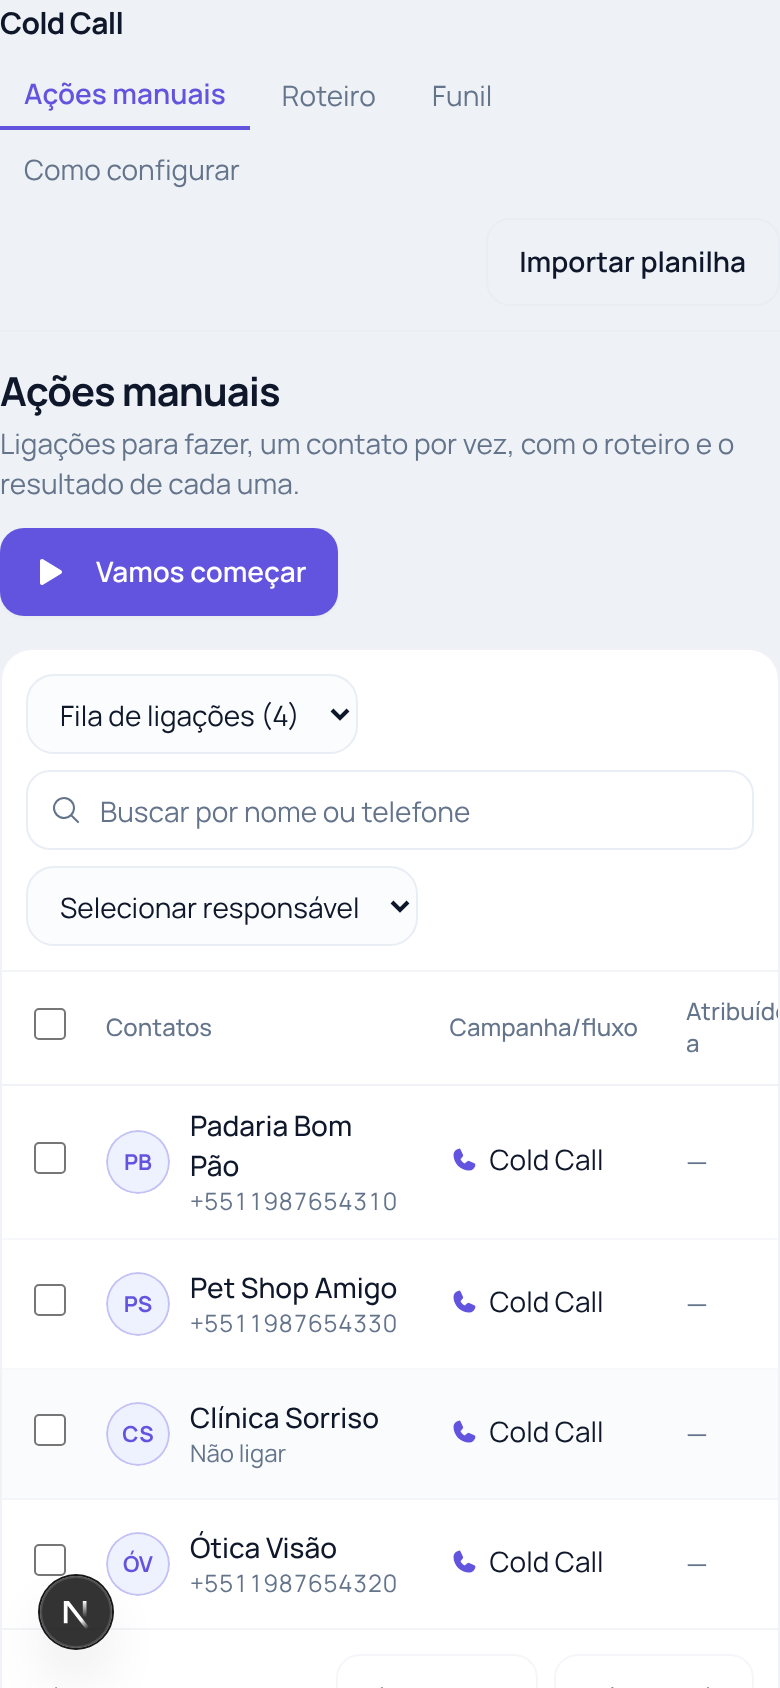 Cold Call
Ações manuais Roteiro Funil
Como configurar
Importar planilha
Ações manuais
Ligações para fazer, um contato por vez, com o roteiro e o
resultado de cada uma.
Vamos começar
Fila de ligações (4)
Buscar por nome ou telefone
Selecionar responsável
Contatos Campanha/fluxo
a
PB Padaria Bom
Pão
+5511987654310
Cold Call —
PS Pet Shop Amigo
+5511987654330
Cold Call —
CS Clínica Sorriso
Não ligar
Cold Call —
ÓV Ótica Visão
+5511987654320
Cold Call —
N